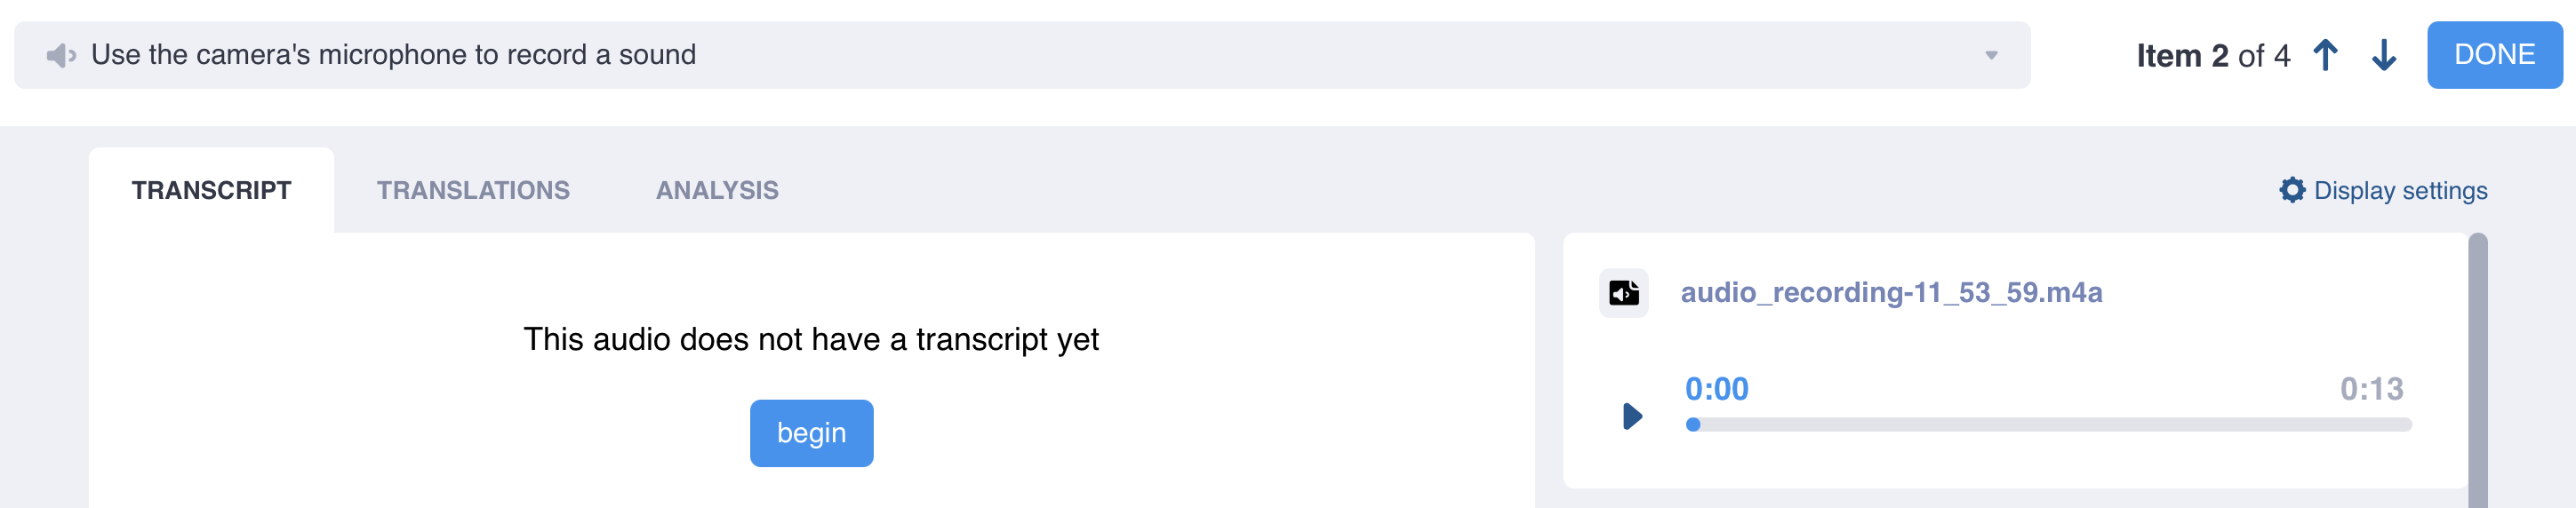 Use the camera's microphone to record a sound
Item 2 of 4
DONE
TRANSCRIPT
TRANSLATIONS
ANALYSIS
Display settings
This audio does not have a transcript yet
begin
audio_recording-11_53_59.m4a
0:00
0:13